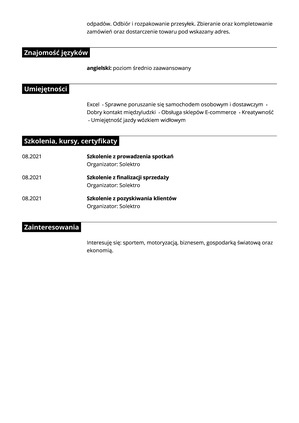 odpadów. Odbiór i rozpakowanie przesyłek. Zbieranie oraz kompletowanie
zamówień oraz dostarczenie towaru pod wskazany adres.
Znajomość języków
angielski: poziom średnio zaawansowany
Umiejętności
Excel - Sprawne poruszanie się samochodem osobowym i dostawczym -
Dobry kontakt międzyludzki - Obsługa sklepów E-commerce - Kreatywność
- Umiejętność jazdy wózkiem widłowym
Szkolenia, kursy, certyfikaty
08.2021 Szkolenie z prowadzenia spotkań
Organizator: Solektro
08.2021 Szkolenie z finalizacji sprzedaży
Organizator: Solektro
08.2021 Szkolenie z pozyskiwania klientów
Organizator: Solektro
Zainteresowania
Interesuję się: sportem, motoryzacją, biznesem, gospodarką światową oraz
ekonomią.